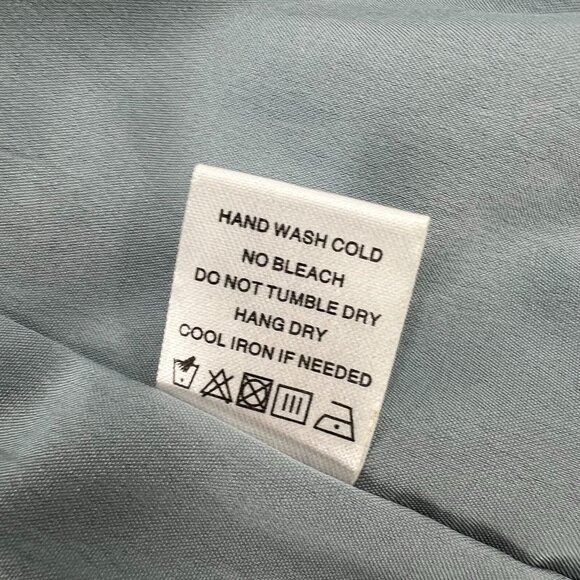 HAND WASH COLD
NO BLEACH
DO NOT TUMBLE DRY
HANG DRY
COOL IRON IF NEEDED